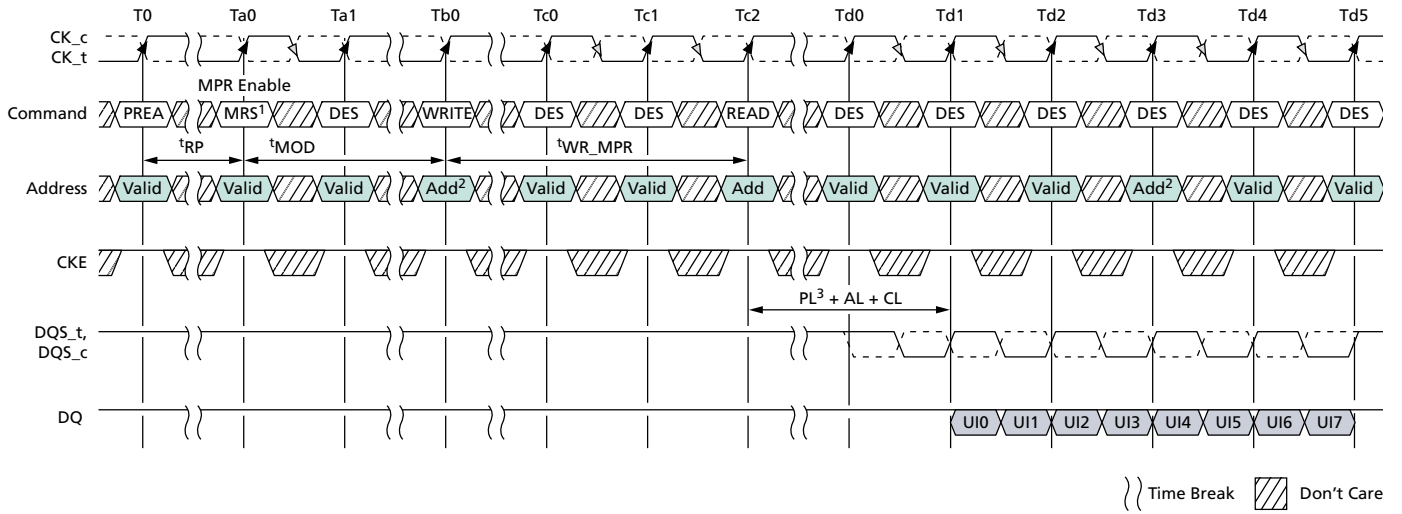 T0 Ta0 Ta1 Tb0 Tc0 Tc1 Tc2 Td0 Td1 Td2 Td3 Td4 Td5
CK_c
CK_t
MPR Enable
Command PREA MRS1 DES WRITE DES DES READ DES DES DES DES DES DES
tRP tMOD tWR_MPR
Address Valid Valid Valid Add2 Valid Valid Add Valid Valid Valid Add2 Valid Valid
CKE
PL3 + AL + CL
DQS_t,
DQS_c
DQ UI0 UI1 UI2 UI3 UI4 UI5 UI6 UI7
Time Break Don't Care